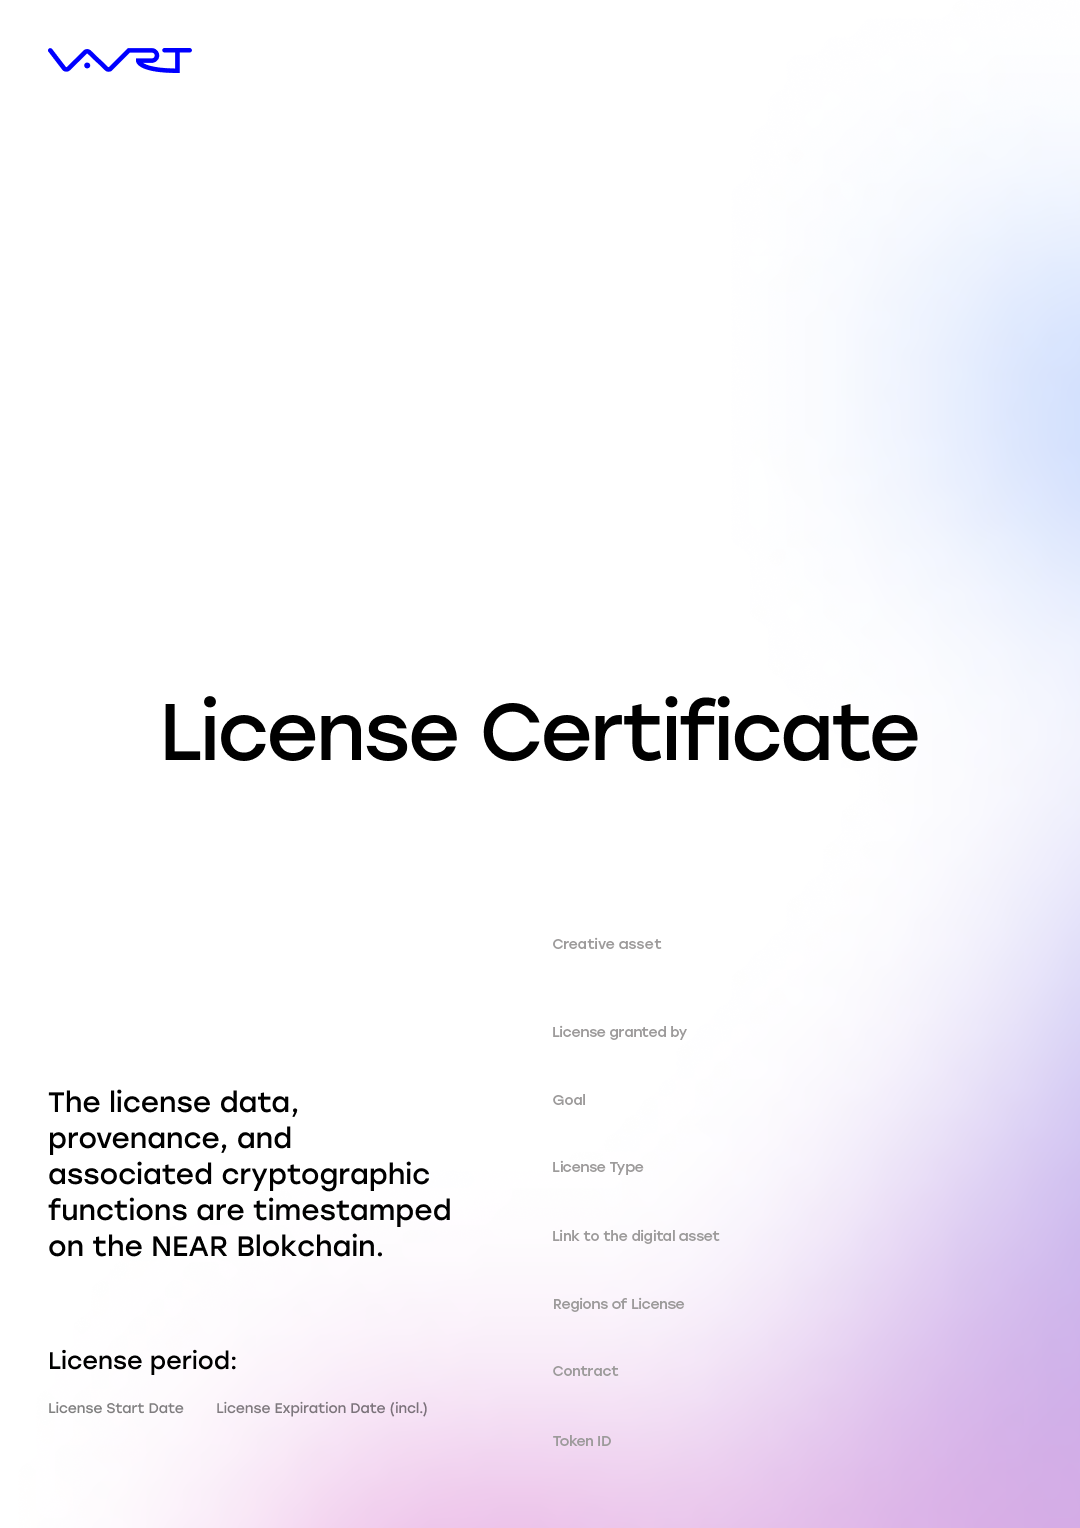 License Certificate
The license data,
provenance, and
associated cryptographic
functions are timestamped
on the NEAR Blokchain.
License period:
License Start Date
License Expiration Date (incl.)
Creative asset
License granted by
Goal
License Type
Link to the digital asset
Regions of License
Contract
Token ID